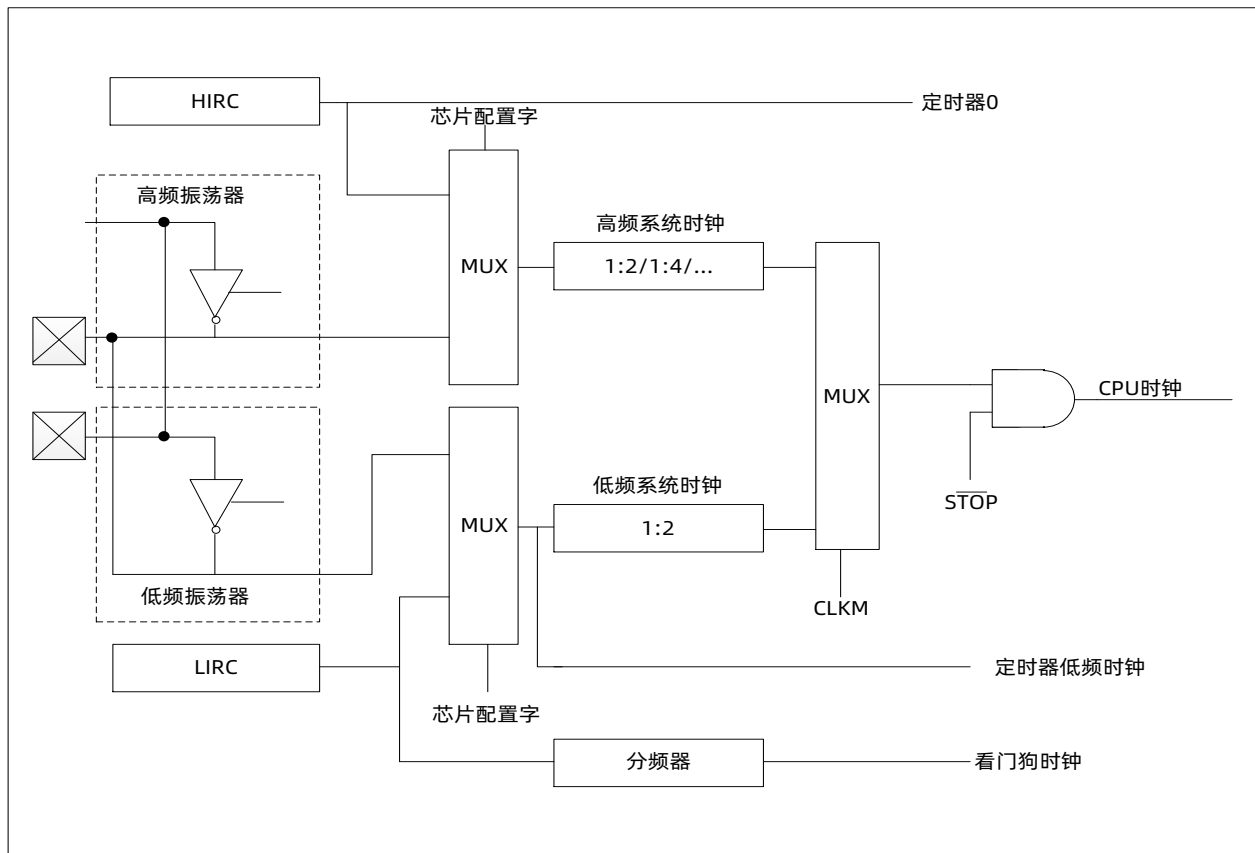 HIRC
定时器0
芯片配置字
高频振荡器
高频系统时钟
MUX
1:2/1:4/...
MUX
CPU时钟
低频系统时钟
STOP
MUX
1:2
低频振荡器
CLKM
LIRC
定时器低频时钟
芯片配置字
分频器
看门狗时钟